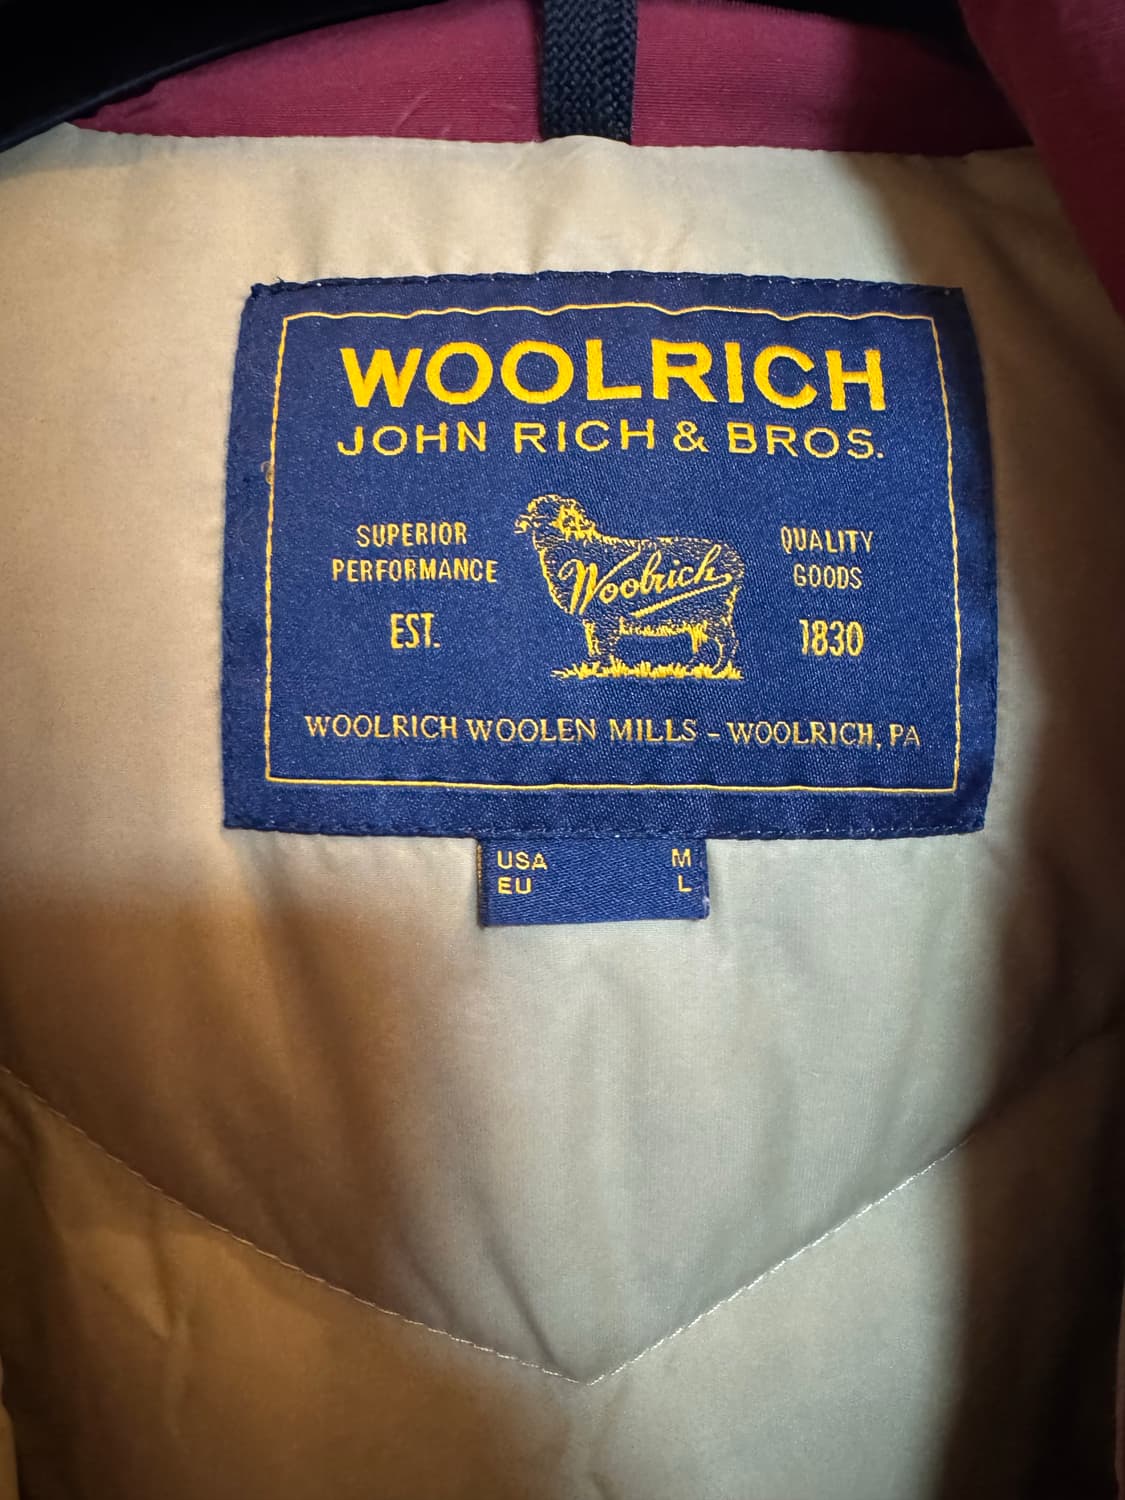 WOOLRICH
JOHN RICH & BROS.
SUPERIOR
PERFORMANCE
EST.
Woolrich
QUALITY
GOODS
1830
WOOLRICH WOOLEN MILLS - WOOLRICH, PA
USA M
EU L